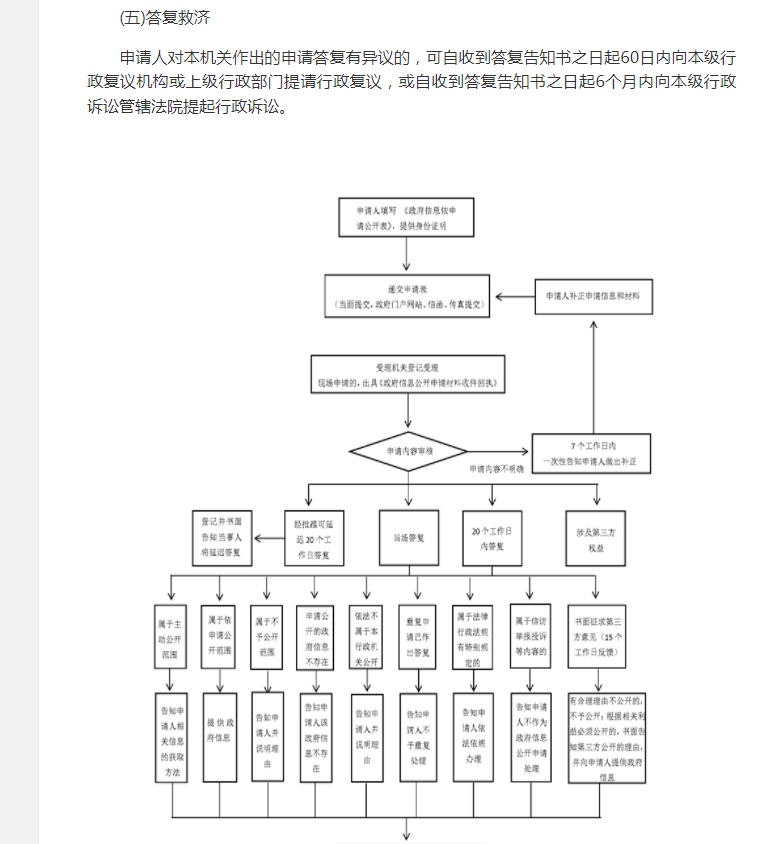 (五)答复救济
申请人对本机关作出的申请答复有异议的，可自收到答复告知书之日起60日内向本级行
政复议机构或上级行政部门提请行政复议，或自收到答复告知书之日起6个月内向本级行政
诉讼管辖法院提起行政诉讼。
申请人填写 《政府信息依申
请公开表》，提供身份证明
递交申请表
（当面提交，政府门户网站、信函、传真提交）
申请人补正申请信息和材料
受理机关登记受理
现场申请的，出具《政府信息公开申请材料收件回执》
申请内容审核
申请内容不明确
7 个工作日内
一次性告知申请人做出补正
登记并书面
告知当事人
将延迟答复
经批准可延
迟 20 个工
作日答复
当场答复
20 个工作日
内答复
涉及第三方
权益
属于主
动公开
范围
属于依
申请公
开范围
属于不
予公开
范围
申请公
开的政
府信息
不存在
依法不
属于本
行政机
关公开
重复申
请已作
出答复
属于法律
行政法规
有特别规
定的
属于信访
举报投诉
等内容的
书面征求第三
方意见（15 个
工作日反馈）
告知申
请人相
关信息
的获取
方法
提供政
府信息
告知申
请人并
说明理
由
告知申
请人该
政府信
息不存
在
告知申
请人并
说明理
由
告知申
请人不
予重复
处理
告知申
请人依
法依规
办理
告知申请
人不作为
政府信息
公开申请
处理
有合理理由不公开的，
不予公开；根据相关利
益必须公开的，书面告
知第三方公开的理由，
并向申请人提供政府
信息